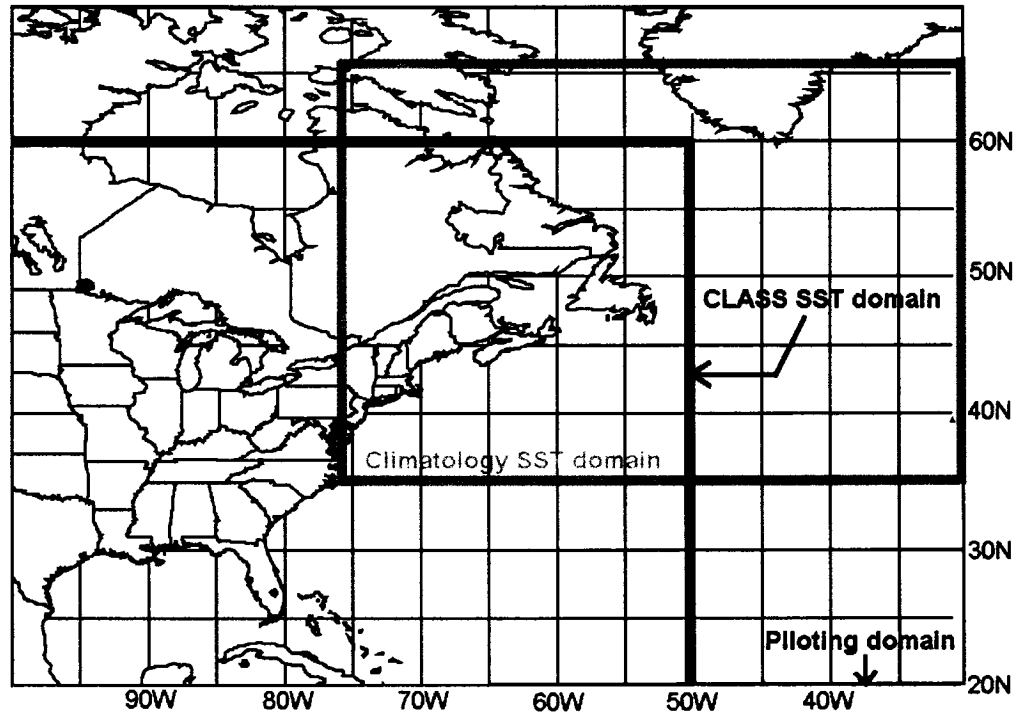 60N
50N
CLASS SST domain
40N
Climatology SST domain
30N
Piloting domain
20N
90W 80W 70W 60W 50W 40W